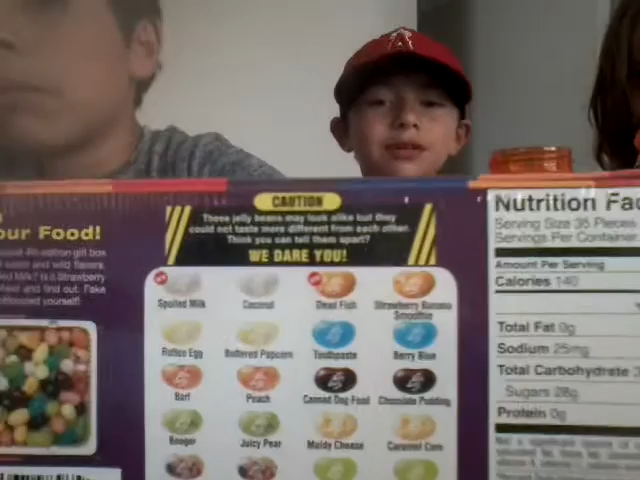 our Food!
CAUTION
These jelly beans may look alike but they
could not taste more different from each other.
Think you can tell them apart?
WE DARE YOU!
Spoiled Milk
Coconut
Dead Fish
Strawberry Banana
Smoothie
Rotten Egg
Buttered Popcorn
Toothpaste
Berry Blue
Barf
Peach
Canned Dog Food
Chocolate Pudding
Booger
Juicy Pear
Moldy Cheese
Caramel Corn
Nutrition Fac
Serving Size 35 Pieces
Servings Per Container
Amount Per Serving
Calories 140
Total Fat 0g
Sodium 25mg
Total Carbohydrate 3
Sugars 28g
Protein 0g
A